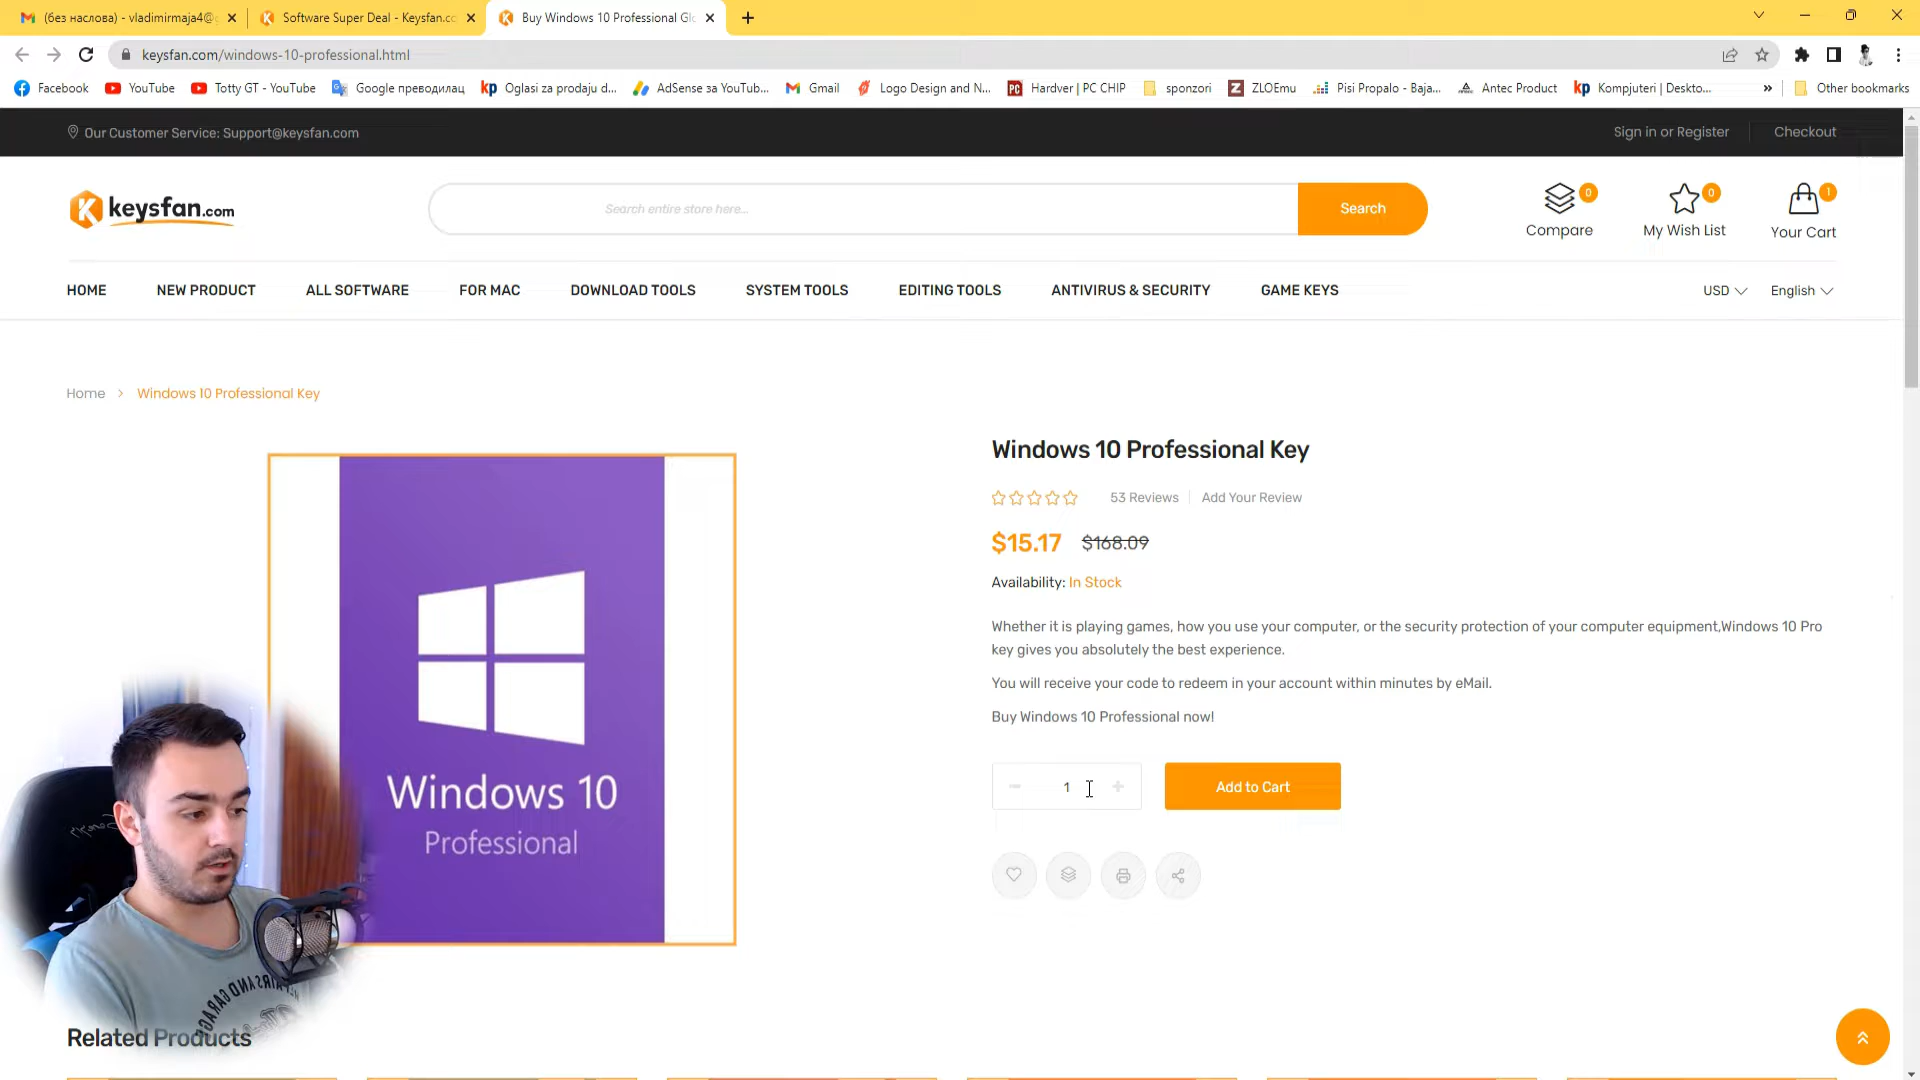 (без наслова) - vladimirmaja4@g
Software Super Deal - Keysfan.co
Buy Windows 10 Professional Glo
keysfan.com/windows-10-professional.html
Facebook
YouTube
Totty GT - YouTube
Google преводилац
kp
Oglasi za prodaju d...
AdSense за YouTub...
Gmail
Logo Design and N...
PC
Hardver | PC CHIP
sponzori
Z
ZLOEmu
Pisi Propalo - Baja...
Antec Product
kp
Kompjuteri | Deskto...
»
Other bookmarks
Our Customer Service: Support@keysfan.com
Sign in or Register
Checkout
K keysfan.com
Search entire store here...
Search
0
Compare
0
My Wish List
1
Your Cart
HOME
NEW PRODUCT
ALL SOFTWARE
FOR MAC
DOWNLOAD TOOLS
SYSTEM TOOLS
EDITING TOOLS
ANTIVIRUS & SECURITY
GAME KEYS
USD
English
Home > Windows 10 Professional Key
Windows 10 Professional Key
53 Reviews
Add Your Review
$15.17 $168.09
Availability: In Stock
Whether it is playing games, how you use your computer, or the security protection of your computer equipment,Windows 10 Pro
key gives you absolutely the best experience.
You will receive your code to redeem in your account within minutes by eMail.
Buy Windows 10 Professional now!
1
Add to Cart
Windows 10
Professional
Related Products